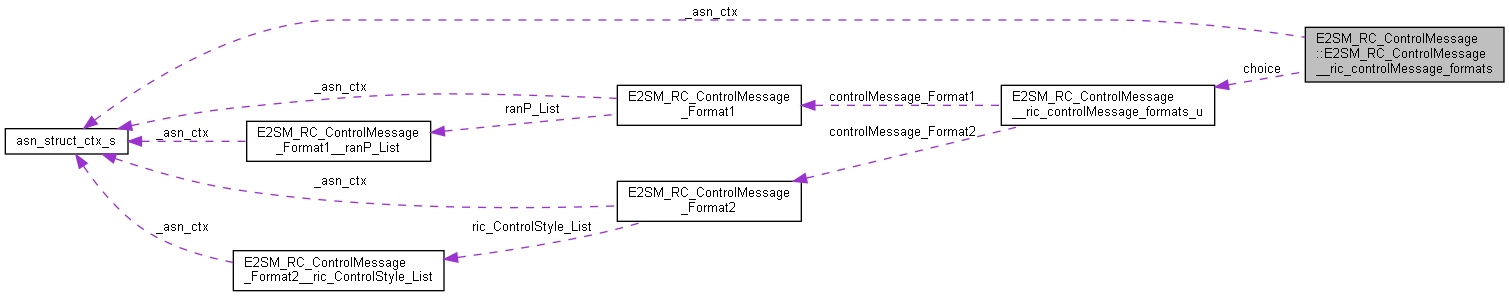 _asn_ctx
E2SM_RC_ControlMessage
::E2SM_RC_ControlMessage
__ric_controlMessage_formats
choice
_asn_ctx
E2SM_RC_ControlMessage
_Format1
controlMessage_Format1
E2SM_RC_ControlMessage
__ric_controlMessage_formats_u
ranP_List
asn_struct_ctx_s
_asn_ctx
E2SM_RC_ControlMessage
_Format1__ranP_List
controlMessage_Format2
_asn_ctx
E2SM_RC_ControlMessage
_Format2
_asn_ctx
ric_ControlStyle_List
E2SM_RC_ControlMessage
_Format2__ric_ControlStyle_List